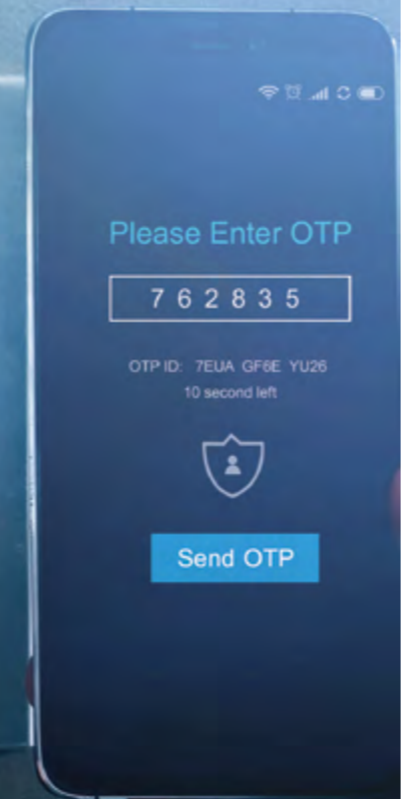 Please Enter OTP
7 6 2 8 3 5
OTP ID: 7EUA GF6E YU26
10 second left
Send OTP